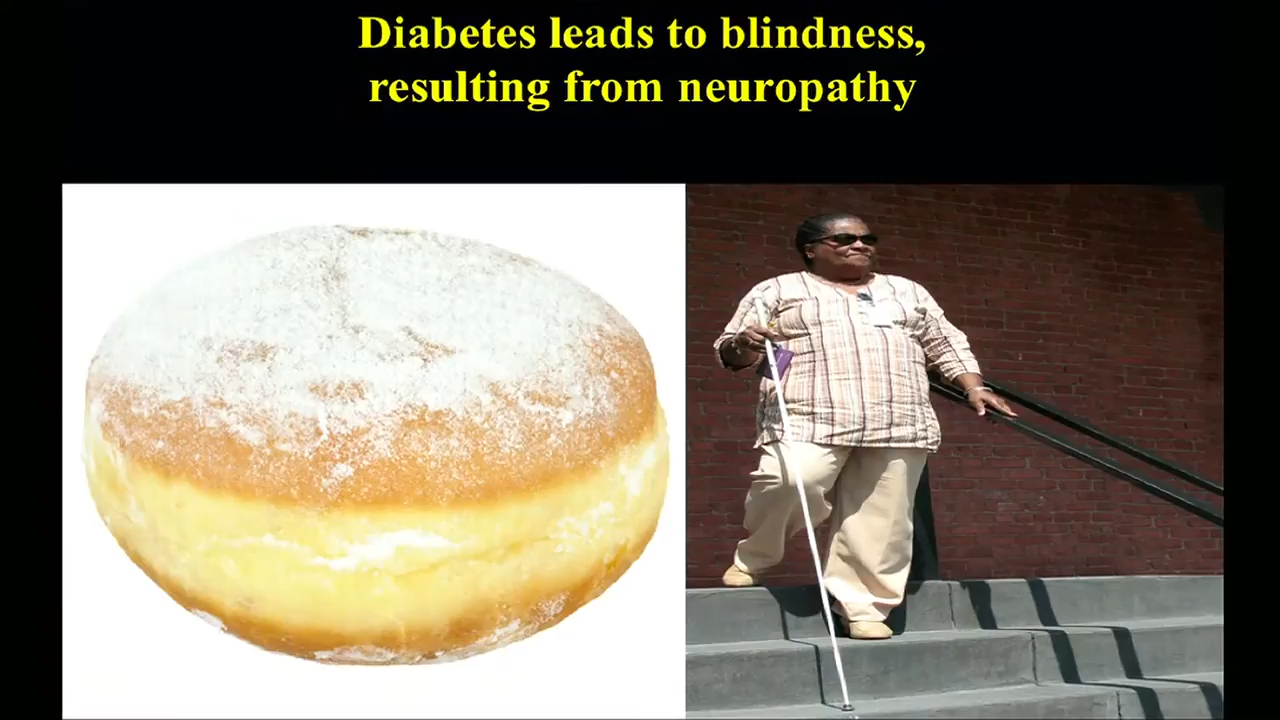 Diabetes leads to blindness,
resulting from neuropathy